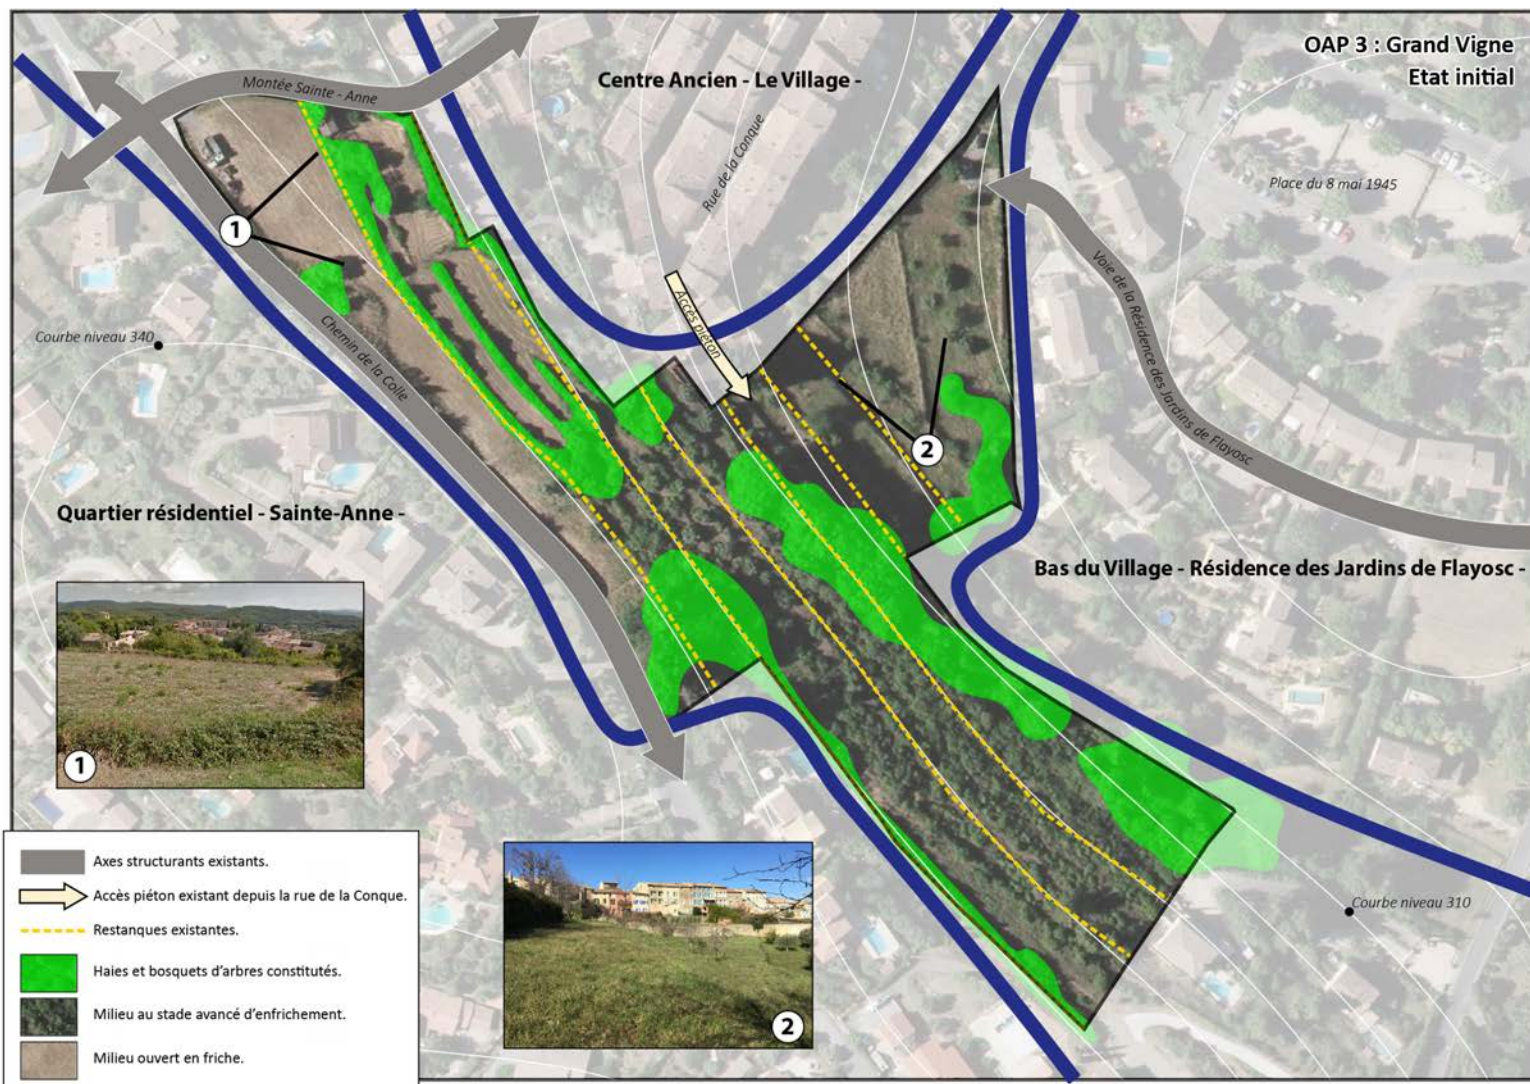 OAP 3 : Grand Vigne
Etat initial
Centre Ancien - Le Village -
Montée Sainte - Anne
Rue de la Conque
Place du 8 mai 1945
1
Accès piéton
Voie de la Résidence des Jardins de Flayosc
Courbe niveau 340
Chemin de la Colle
2
Quartier résidentiel - Sainte-Anne -
Bas du Village - Résidence des Jardins de Flayosc -
1
2
Courbe niveau 310
Axes structurants existants.
Accès piéton existant depuis la rue de la Conque.
Restanques existantes.
Haies et bosquets d'arbres constitutés.
Milieu au stade avancé d'enfrichement.
Milieu ouvert en friche.